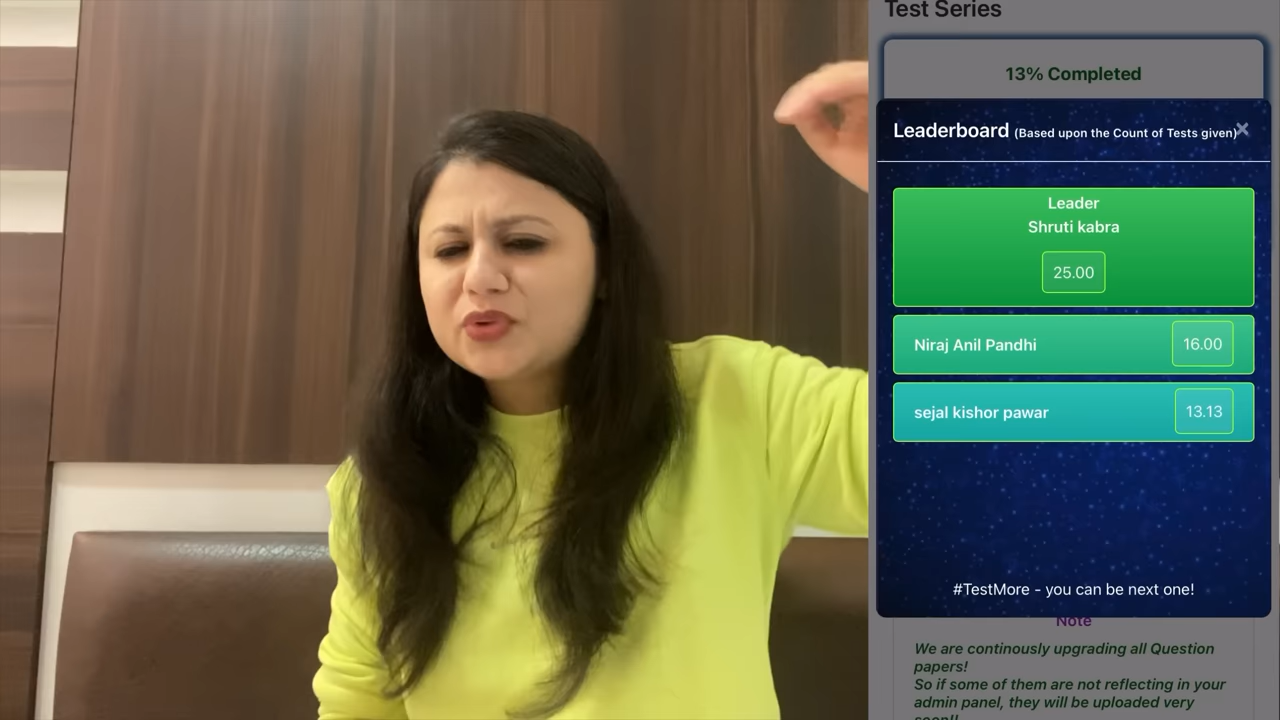 Test Series
13% Completed
Leaderboard (Based upon the Count of Tests given)
Leader
Shruti kabra
25.00
Niraj Anil Pandhi
16.00
sejal kishor pawar
13.13
#TestMore - you can be next one!
Note
We are continously upgrading all Question
papers!
So if some of them are not reflecting in your
admin panel, they will be uploaded very
soon!!